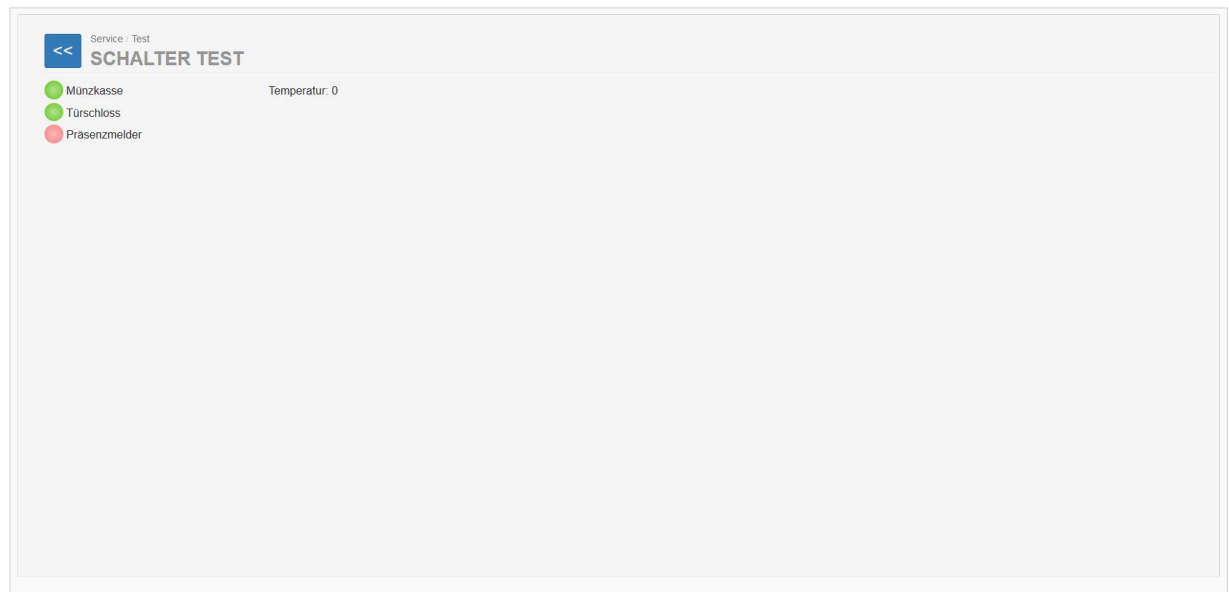 <<
Service / Test
SCHALTER TEST
Münzkasse
Temperatur: 0
Türschloss
Präsenzmelder